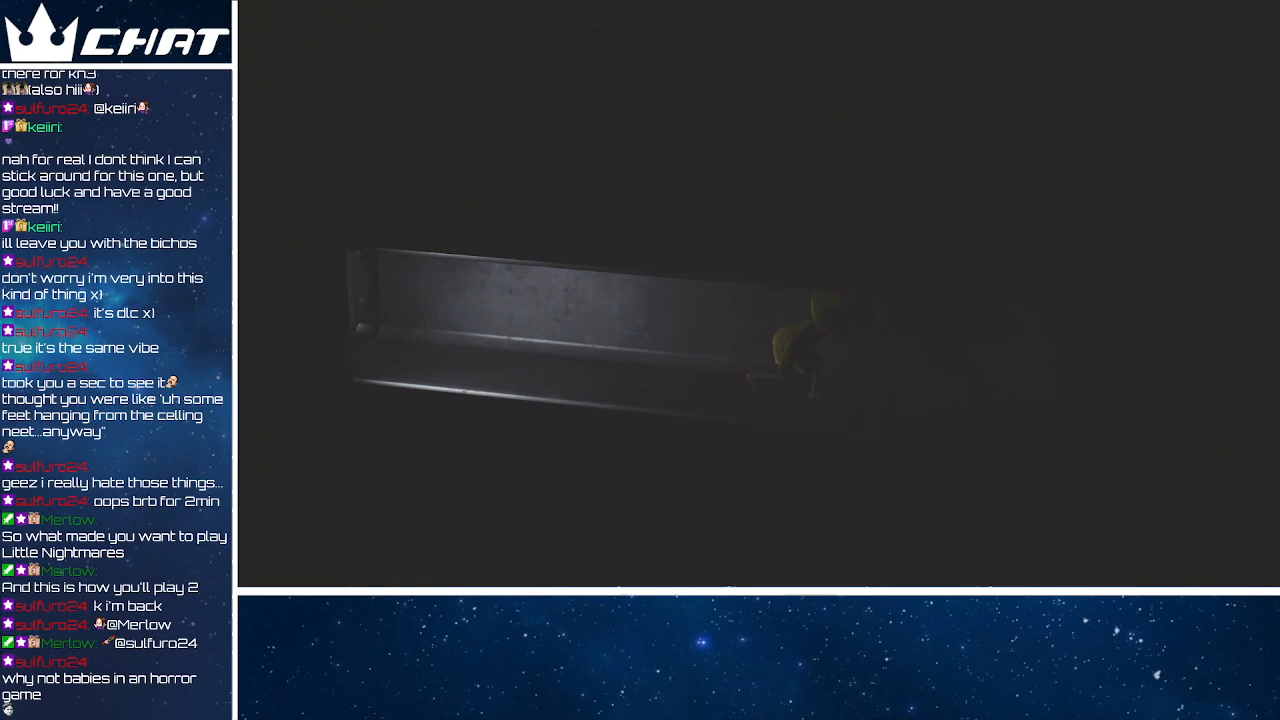 CHAT
there for kh3
(also hiii )
sulfuro24: @keiiri
keiiri:
nah for real I dont think I can
stick around for this one, but
good luck and have a good
stream!!
keiiri:
ill leave you with the bichos
sulfuro24:
don't worry i'm very into this
kind of thing x)
sulfuro24: it's dlc x)
sulfuro24:
true it's the same vibe
sulfuro24:
took you a sec to see it
thought you were like 'uh some
feet hanging from the celling
neet...anyway"
sulfuro24:
geez i really hate those things...
sulfuro24: oops brb for 2min
Merlow:
So what made you want to play
Little Nightmares
Merlow:
And this is how you'll play 2
sulfuro24: k i'm back
sulfuro24: @Merlow
Merlow: @sulfuro24
sulfuro24:
why not babies in an horror
game